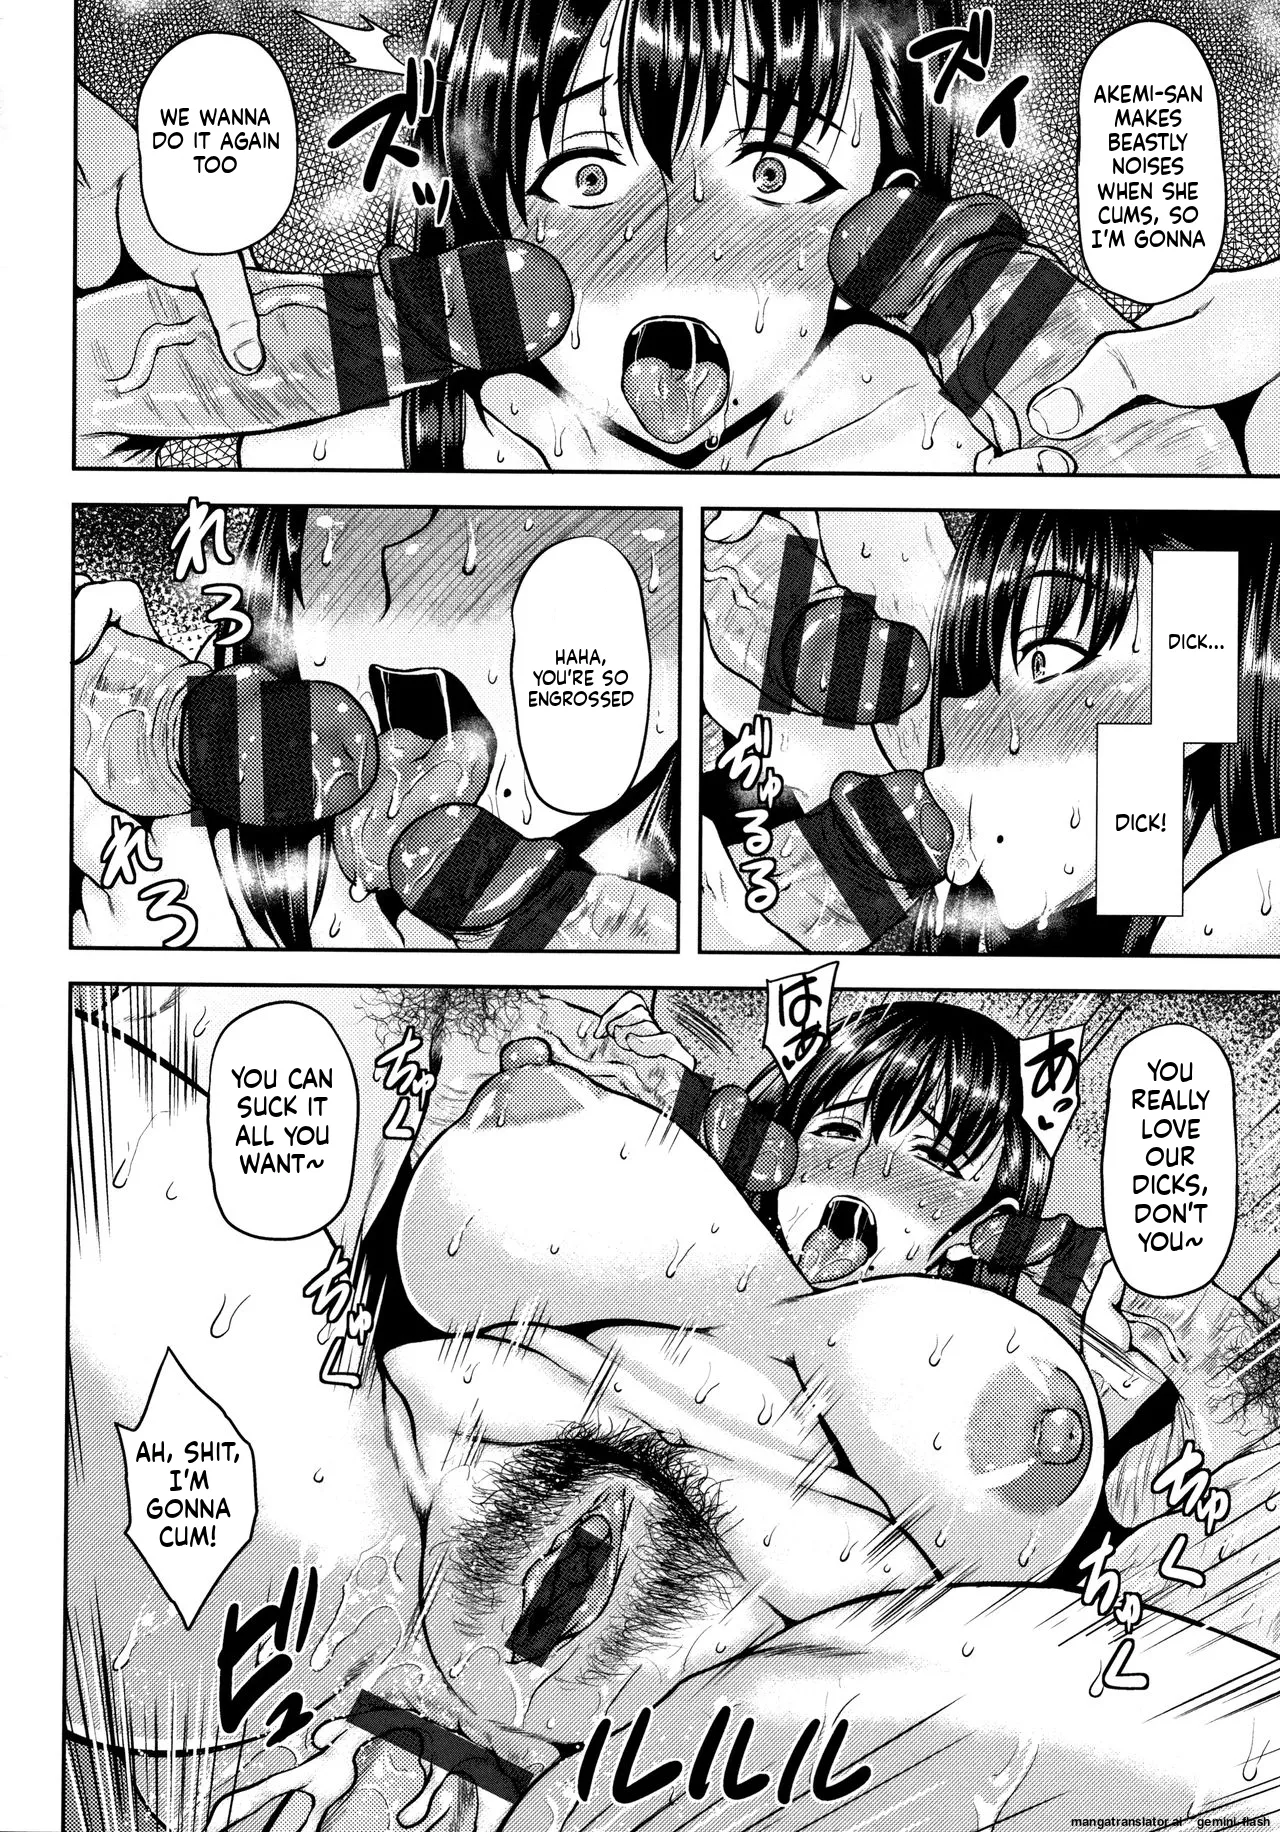 AKEMI-SAN
MAKES
BEASTLY
NOISES
WHEN SHE
CUMS, SO
I'M GONNA
WE WANNA
DO IT AGAIN
TOO
ズッ
ズッ
DICK...
DICK!
ぢゅるる
HAHA,
YOU'RE SO
ENGROSSED
れろ
れろ
YOU
REALLY
LOVE
OUR
DICKS,
DON'T
YOU~
あっ
はぁ
YOU CAN
SUCK IT
ALL YOU
WANT~
ちゅく
ちゅく
ちゅく
ちゅく
AH, SHIT,
I'M
GONNA
CUM!
ビュルルルル
mangatranslator.ai gemini-flash